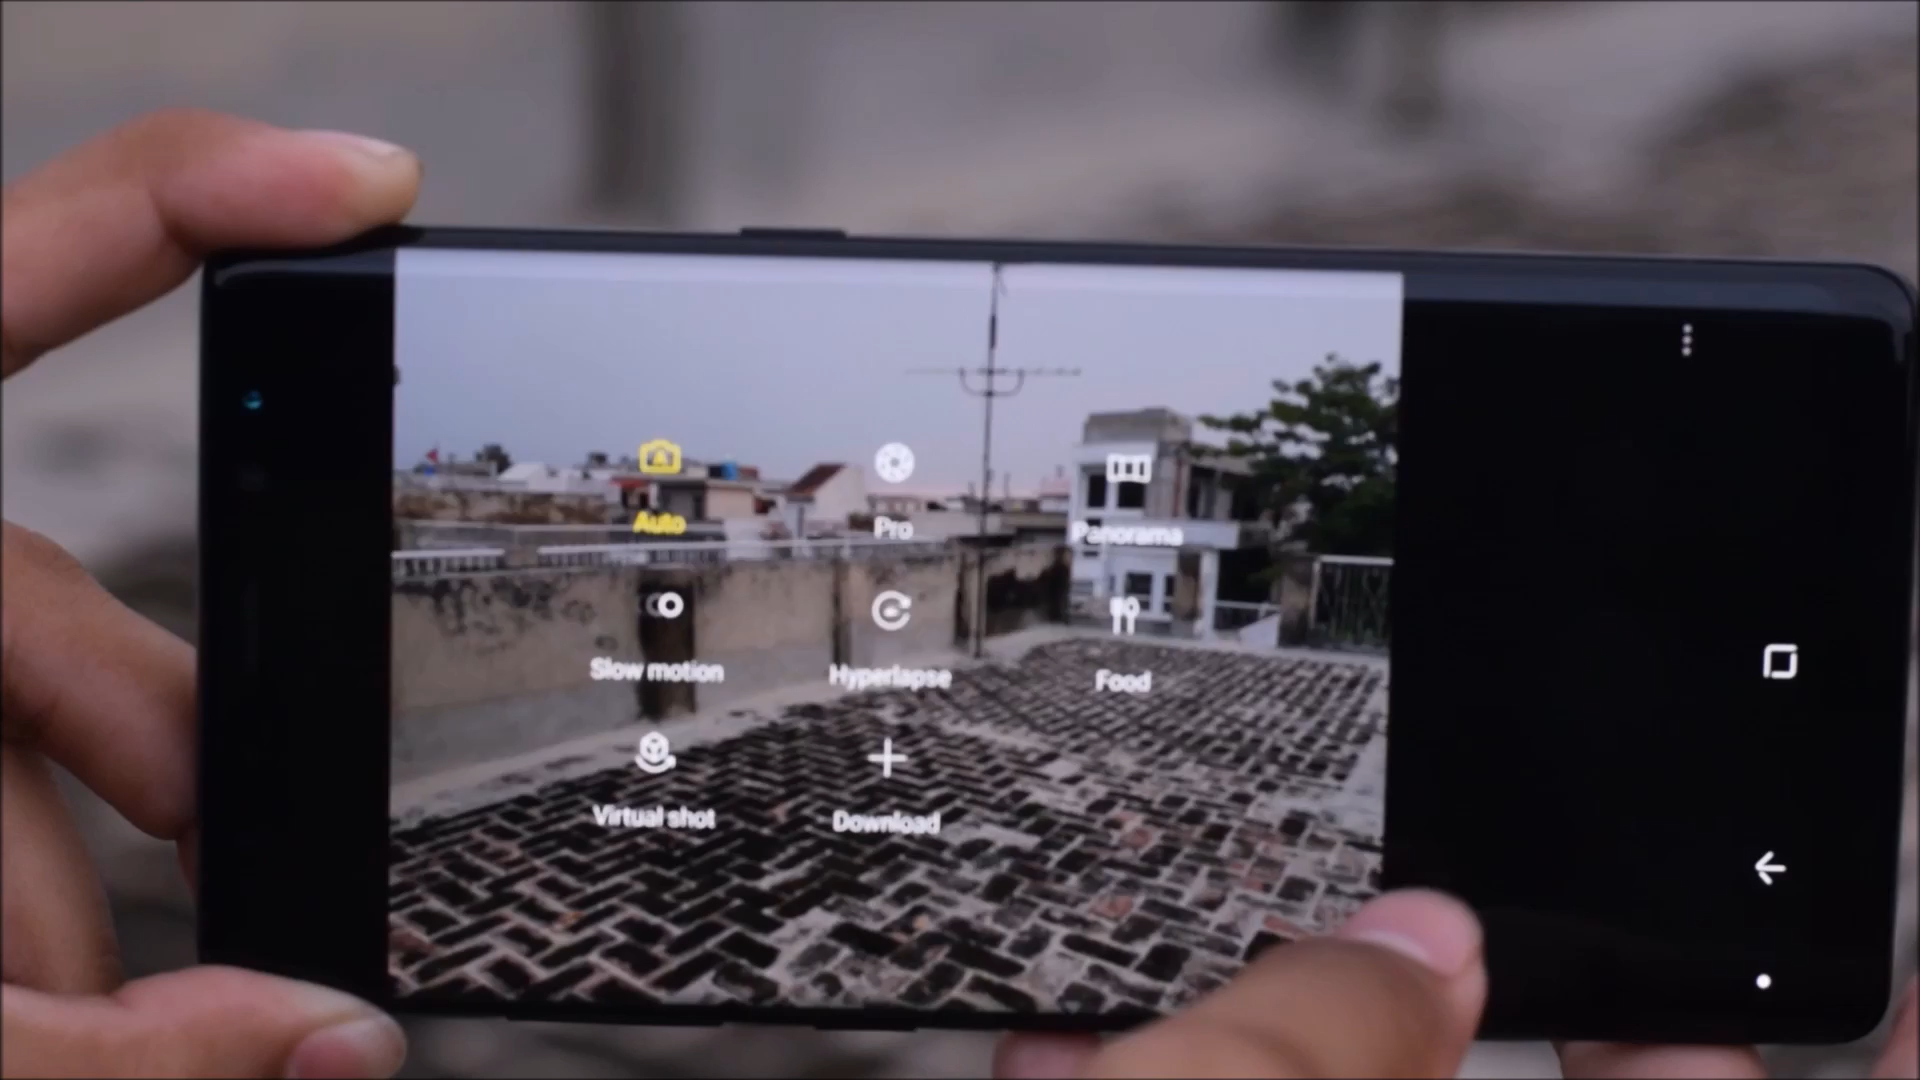 Auto
Pro
Panorama
Slow motion
Hyperlapse
Food
Virtual shot
Download